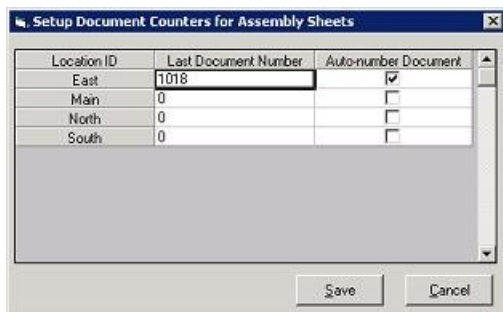 Setup Document Counters for Assembly Sheets
Location ID Last Document Number Auto-number Document
East 1018
Main 0
North 0
South 0
Save Cancel